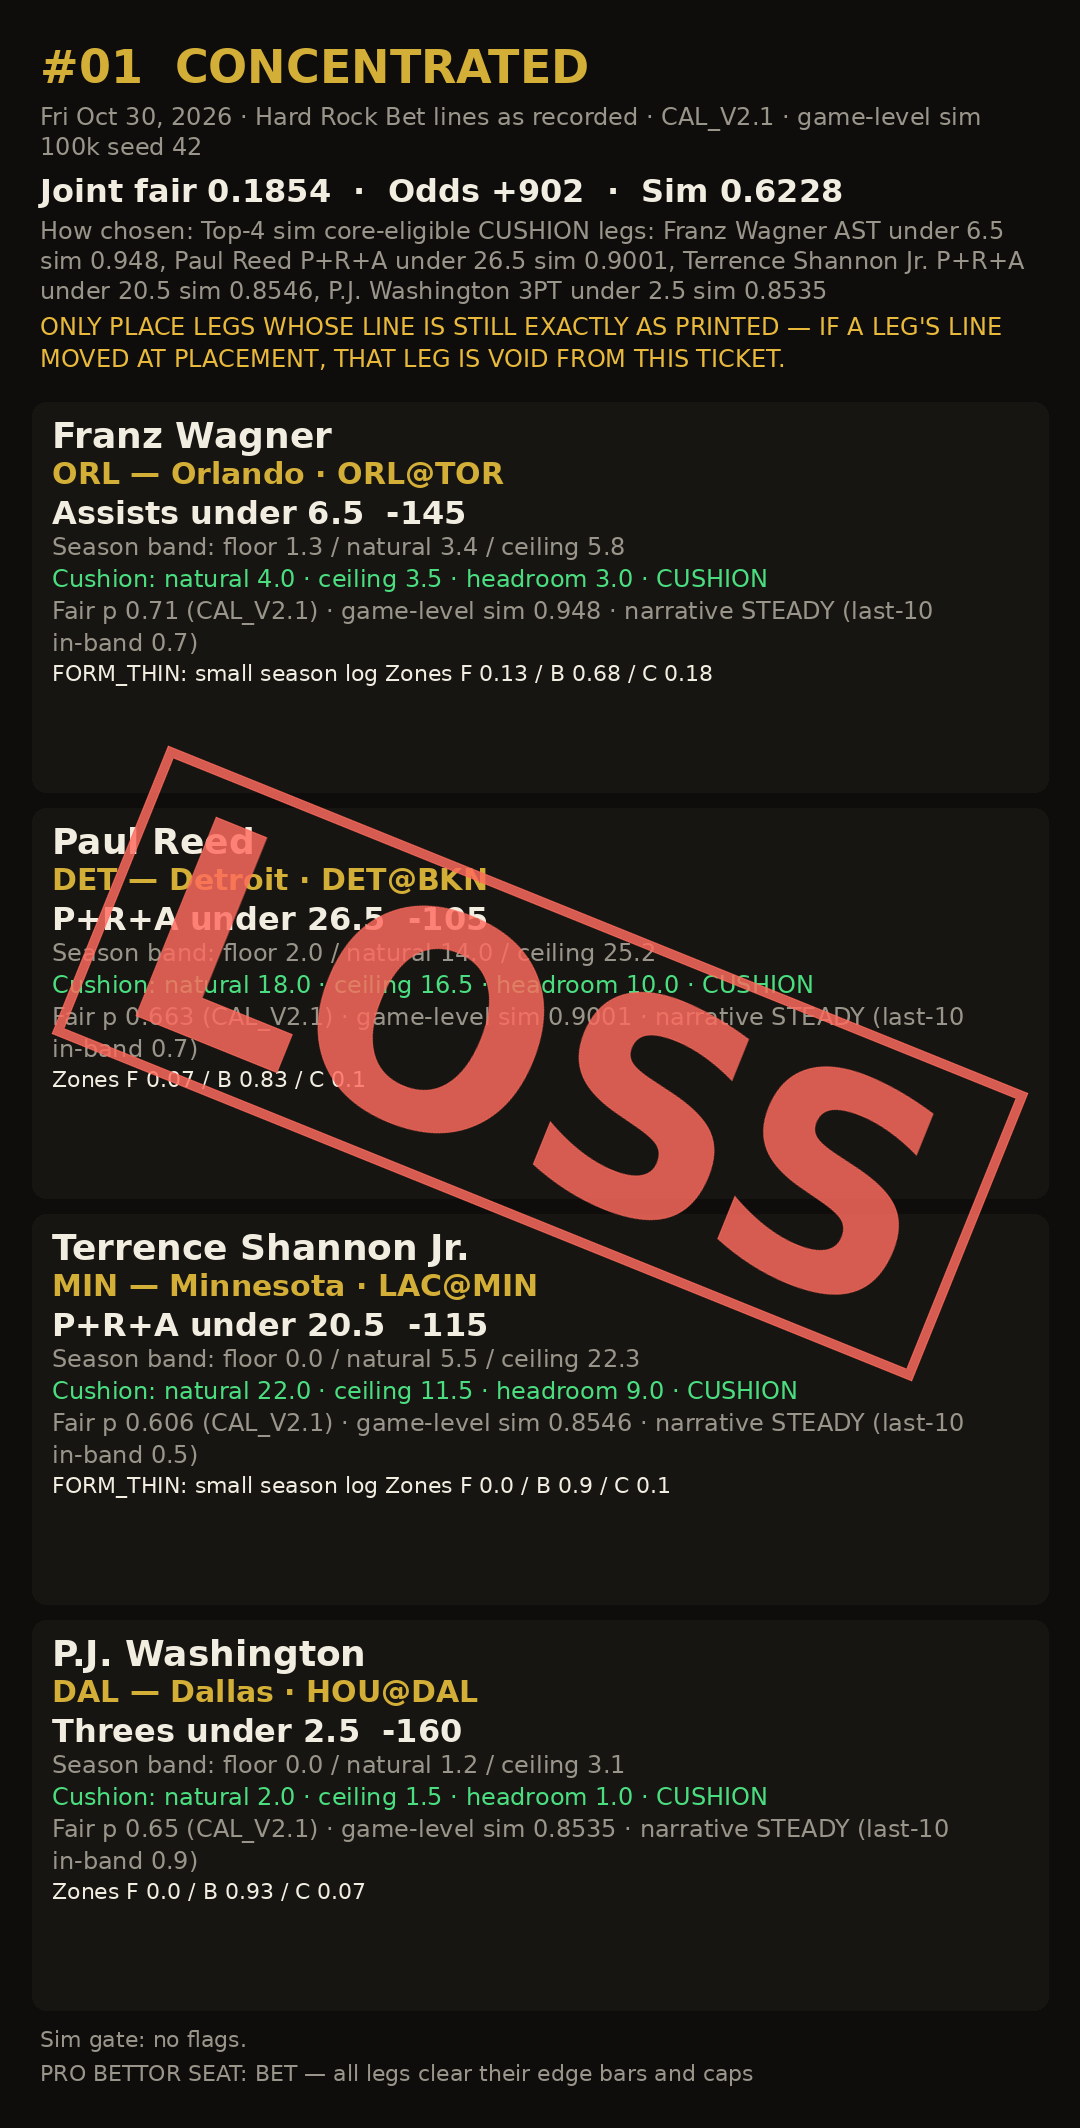 #01 CONCENTRATED
Fri Oct 30, 2026 · Hard Rock Bet lines as recorded · CAL_V2.1 · game-level sim
100k seed 42
Joint fair 0.1854 · Odds +902 · Sim 0.6228
How chosen: Top-4 sim core-eligible CUSHION legs: Franz Wagner AST under 6.5
sim 0.948, Paul Reed P+R+A under 26.5 sim 0.9001, Terrence Shannon Jr. P+R+A
under 20.5 sim 0.8546, P.J. Washington 3PT under 2.5 sim 0.8535
ONLY PLACE LEGS WHOSE LINE IS STILL EXACTLY AS PRINTED — IF A LEG'S LINE
MOVED AT PLACEMENT, THAT LEG IS VOID FROM THIS TICKET.
Franz Wagner
ORL — Orlando · ORL@TOR
Assists under 6.5 -145
Season band: floor 1.3 / natural 3.4 / ceiling 5.8
Cushion: natural 4.0 · ceiling 3.5 · headroom 3.0 · CUSHION
Fair p 0.71 (CAL_V2.1) · game-level sim 0.948 · narrative STEADY (last-10
in-band 0.7)
FORM_THIN: small season log Zones F 0.13 / B 0.68 / C 0.18
Paul Reed
DET — Detroit · DET@BKN
P+R+A under 26.5 -105
Season band: floor 2.0 / natural 14.0 / ceiling 25.2
Cushion: natural 18.0 · ceiling 16.5 · headroom 10.0 · CUSHION
Fair p 0.663 (CAL_V2.1) · game-level sim 0.9001 · narrative STEADY (last-10
in-band 0.7)
Zones F 0.07 / B 0.83 / C 0.1
LOSS
Terrence Shannon Jr.
MIN — Minnesota · LAC@MIN
P+R+A under 20.5 -115
Season band: floor 0.0 / natural 5.5 / ceiling 22.3
Cushion: natural 22.0 · ceiling 11.5 · headroom 9.0 · CUSHION
Fair p 0.606 (CAL_V2.1) · game-level sim 0.8546 · narrative STEADY (last-10
in-band 0.5)
FORM_THIN: small season log Zones F 0.0 / B 0.9 / C 0.1
P.J. Washington
DAL — Dallas · HOU@DAL
Threes under 2.5 -160
Season band: floor 0.0 / natural 1.2 / ceiling 3.1
Cushion: natural 2.0 · ceiling 1.5 · headroom 1.0 · CUSHION
Fair p 0.65 (CAL_V2.1) · game-level sim 0.8535 · narrative STEADY (last-10
in-band 0.9)
Zones F 0.0 / B 0.93 / C 0.07
Sim gate: no flags.
PRO BETTOR SEAT: BET — all legs clear their edge bars and caps